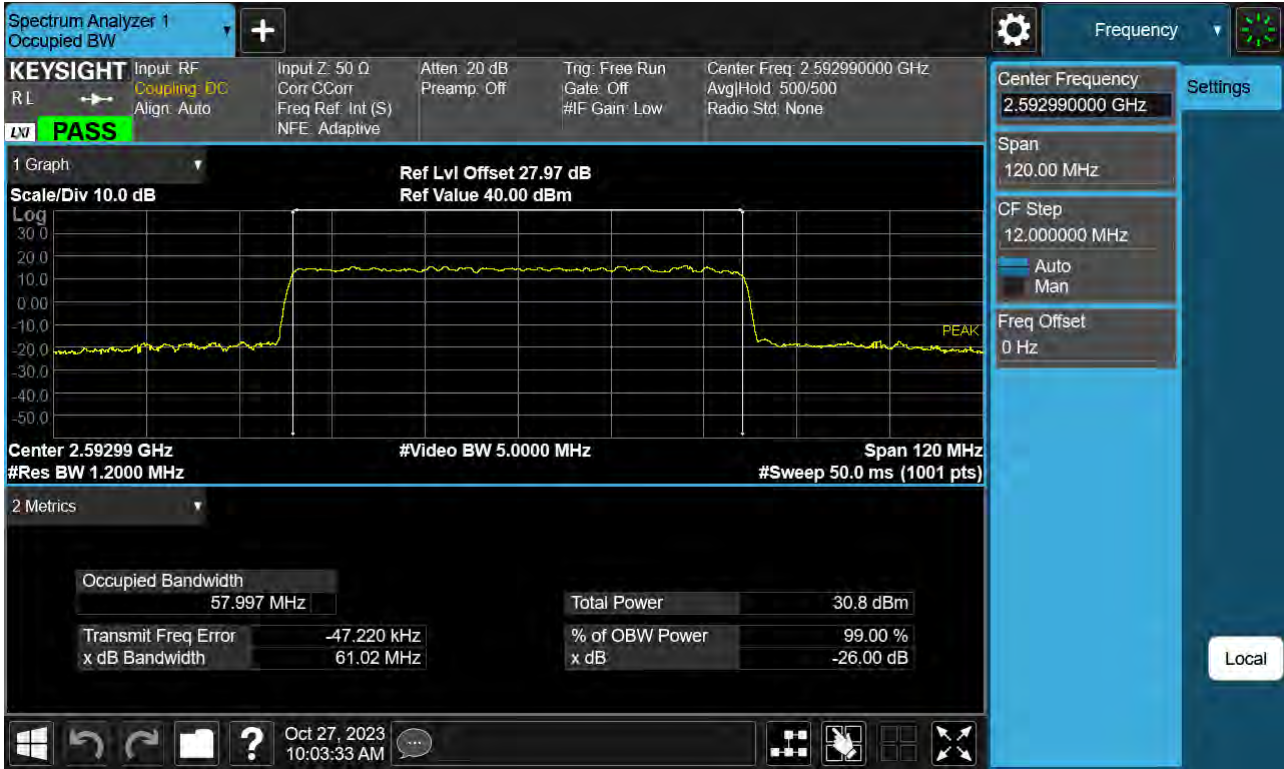 Spectrum Analyzer 1
Occupied BW
Frequency
KEYSIGHT
R L
LXI PASS
Input: RF
Coupling: DC
Align: Auto
Input Z: 50 Ω
Corr CCorr
Freq Ref: Int (S)
NFE: Adaptive
Atten: 20 dB
Preamp: Off
Trig: Free Run
Gate: Off
#IF Gain: Low
Center Freq: 2.592990000 GHz
Avg|Hold: 500/500
Radio Std: None
1 Graph
Scale/Div 10.0 dB
Ref Lvl Offset 27.97 dB
Ref Value 40.00 dBm
Log
30.0
20.0
10.0
0.00
-10.0
-20.0
-30.0
-40.0
-50.0
PEAK
Center 2.59299 GHz
#Res BW 1.2000 MHz
#Video BW 5.0000 MHz
Span 120 MHz
#Sweep 50.0 ms (1001 pts)
2 Metrics
Occupied Bandwidth
57.997 MHz
Transmit Freq Error -47.220 kHz
x dB Bandwidth 61.02 MHz
Total Power 30.8 dBm
% of OBW Power 99.00 %
x dB -26.00 dB
Center Frequency
2.592990000 GHz
Span
120.00 MHz
CF Step
12.000000 MHz
Auto
Man
Freq Offset
0 Hz
Settings
Local
?
Oct 27, 2023
10:03:33 AM